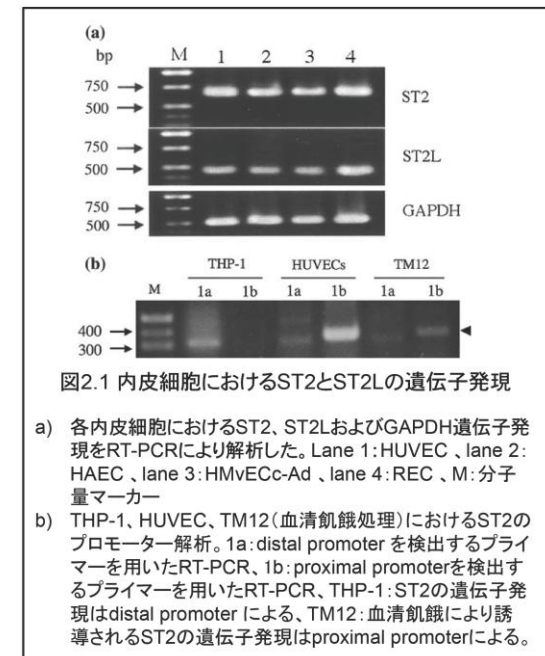 (a)
bp M 1 2 3 4
750
500
ST2
750
500
ST2L
750
500
GAPDH
(b)
THP-1 HUVECs TM12
M 1a 1b 1a 1b 1a 1b
400
300
図2.1 内皮細胞におけるST2とST2Lの遺伝子発現
a) 各内皮細胞におけるST2、ST2LおよびGAPDH遺伝子発
現をRT-PCRにより解析した。Lane 1:HUVEC 、lane 2:
HAEC 、lane 3:HMvECc-Ad 、lane 4:REC 、M:分子
量マーカー
b) THP-1、HUVEC、TM12(血清飢餓処理)におけるST2の
プロモーター解析。1a:distal promoter を検出するプライ
マーを用いたRT-PCR、1b:proximal promoterを検出す
るプライマーを用いたRT-PCR、THP-1:ST2の遺伝子発
現はdistal promoter による、TM12:血清飢餓により誘
導されるST2の遺伝子発現はproximal promoterによる。